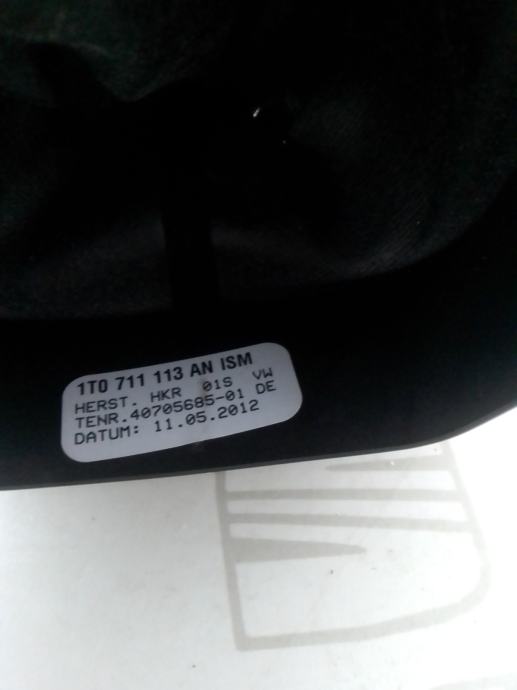 1T0 711 113 AN ISM
HERST. HKR 01S VW
TENR.40705685-01 DE
DATUM: 11.05.2012